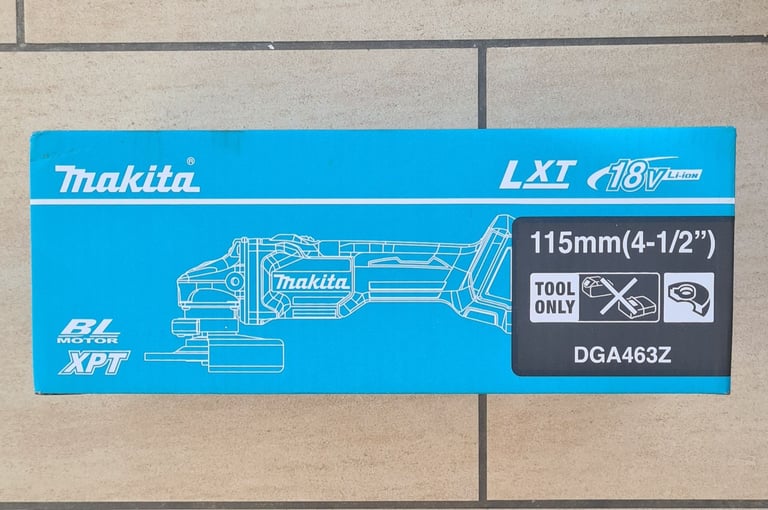 Makita®
LXT 18V Li-ION
115mm(4-1/2")
Makita
TOOL
ONLY
BL
MOTOR
XPT
DGA463Z